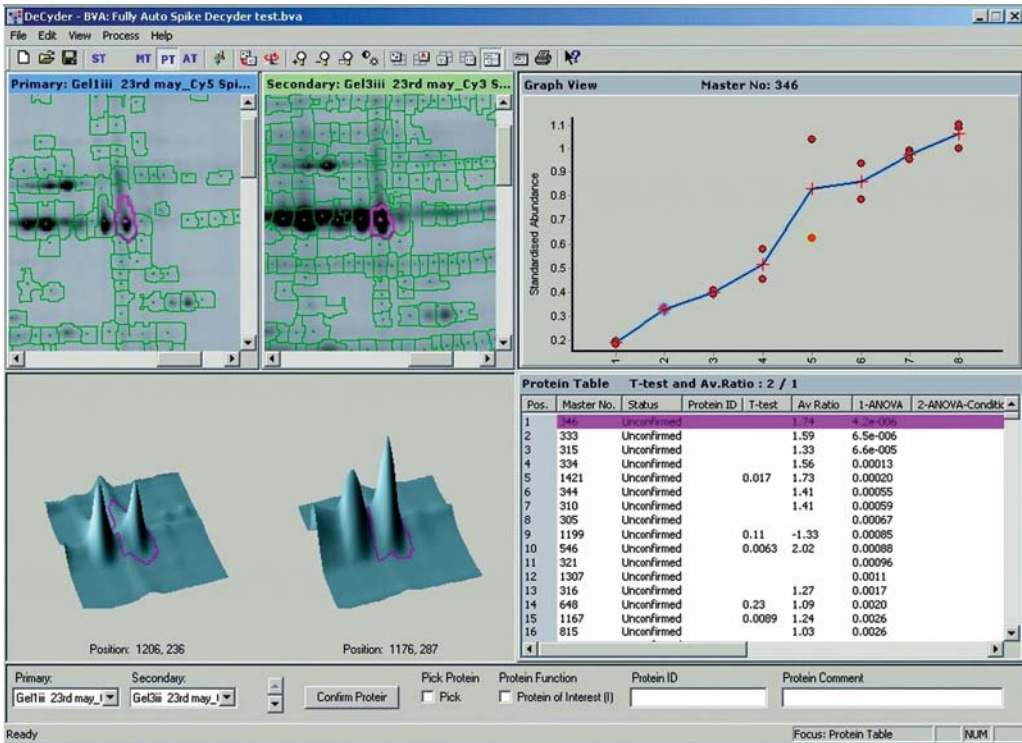 DeCyder - BVA: Fully Auto Spike Decyder test.bva
File Edit View Process Help
ST MT PT AT
Primary: Gel1iii 23rd may_Cy5 Spi...
Secondary: Gel3iii 23rd may_Cy3 S...
Graph View Master No: 346
Standardised Abundance
1.1
1
0.9
0.8
0.7
0.6
0.5
0.4
0.3
0.2
1 2 3 4 5 6 7 8
Position: 1206, 236
Position: 1176, 287
Protein Table T-test and Av.Ratio : 2 / 1
Pos. Master No. Status Protein ID T-test Av Ratio 1-ANOVA 2-ANOVA-Conditic
1 346 Unconfirmed 1.74 4.2e-006
2 333 Unconfirmed 1.59 6.5e-006
3 315 Unconfirmed 1.33 6.6e-005
4 334 Unconfirmed 1.56 0.00013
5 1421 Unconfirmed 0.017 1.73 0.00020
6 344 Unconfirmed 1.41 0.00055
7 310 Unconfirmed 1.41 0.00059
8 305 Unconfirmed 0.00067
9 1199 Unconfirmed 0.11 -1.33 0.00085
10 546 Unconfirmed 0.0063 2.02 0.00088
11 321 Unconfirmed 0.00096
12 1307 Unconfirmed 0.0011
13 316 Unconfirmed 1.27 0.0017
14 648 Unconfirmed 0.23 1.09 0.0020
15 1167 Unconfirmed 0.0089 1.24 0.0026
16 815 Unconfirmed 1.03 0.0026
Primary: Secondary: Pick Protein Protein Function Protein ID Protein Comment
Gel1iii 23rd may_ Gel3iii 23rd may_ Confirm Protein Pick Protein of Interest (I)
Ready Focus: Protein Table NUM